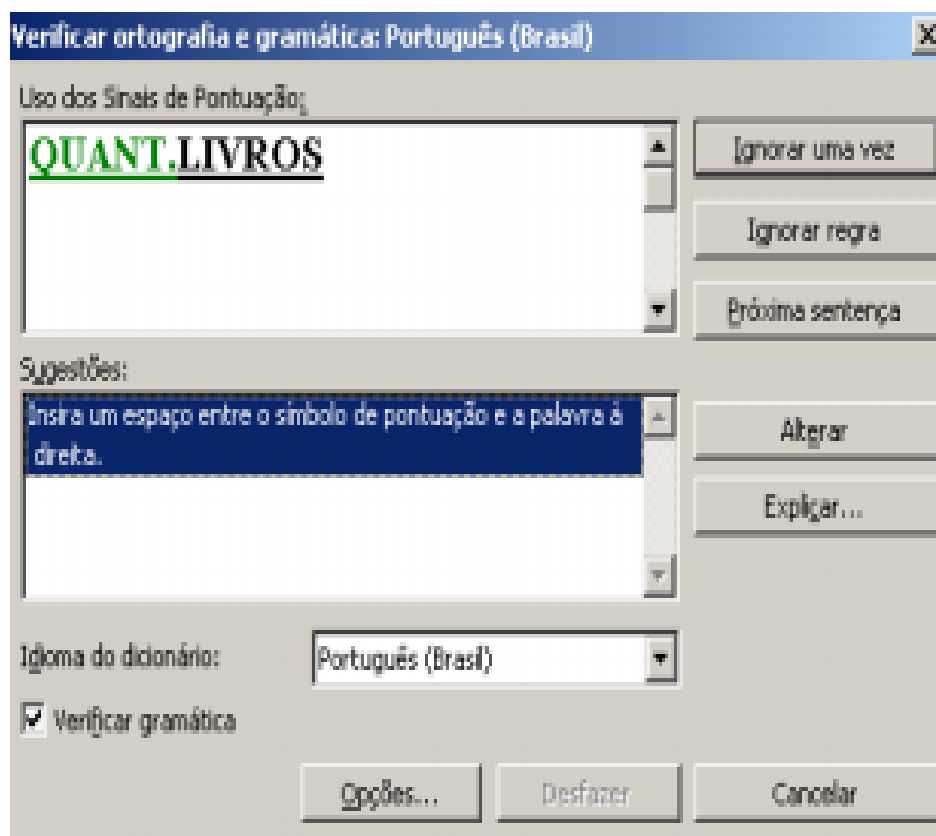 Verificar ortografia e gramática: Português (Brasil)
Uso dos Sinais de Pontuação:
QUANT.LIVROS
Ignorar uma vez
Ignorar regra
Próxima sentença
Sugestões:
Insira um espaço entre o símbolo de pontuação e a palavra à
direita.
Alterar
Explicar...
Idioma do dicionário:
Português (Brasil)
Verificar gramática
Opções...
Desfazer
Cancelar